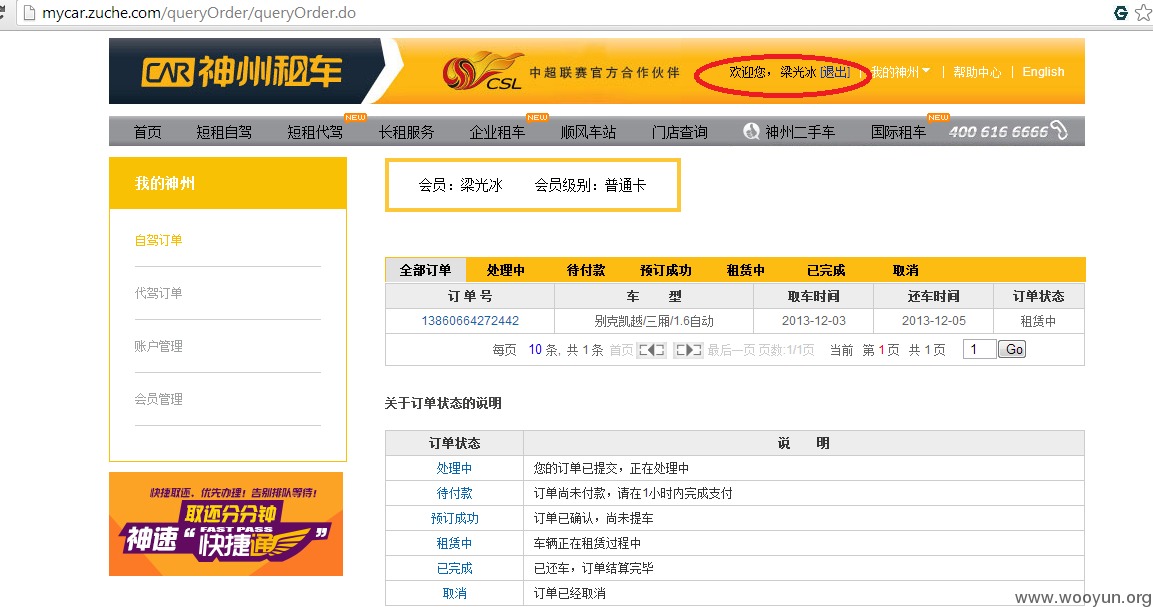 mycar.zuche.com/queryOrder/queryOrder.do
CAR神州租车 CSL 中超联赛官方合作伙伴 欢迎您，梁光冰 [退出] | 我的神州 | 帮助中心 | English
NEW NEW NEW
首页 短租自驾 短租代驾 长租服务 企业租车 顺风车站 门店查询 神州二手车 国际租车 400 616 6666
我的神州
自驾订单
代驾订单
账户管理
会员管理
快捷取还、优先办理！告别排队等待！
取还分分钟
FAST PASS
神速“快捷通”
会员：梁光冰 会员级别：普通卡
全部订单 处理中 待付款 预订成功 租赁中 已完成 取消
订 单 号 车 型 取车时间 还车时间 订单状态
13860664272442 别克凯越/三厢/1.6自动 2013-12-03 2013-12-05 租赁中
每页 10 条, 共 1 条 首页 最后一页 页数:1/1页 当前 第 1 页 共 1 页 1 Go
关于订单状态的说明
订单状态 说 明
处理中 您的订单已提交，正在处理中
待付款 订单尚未付款，请在1小时内完成支付
预订成功 订单已确认，尚未提车
租赁中 车辆正在租赁过程中
已完成 已还车，订单结算完毕
取消 订单已经取消
www.wooyun.org